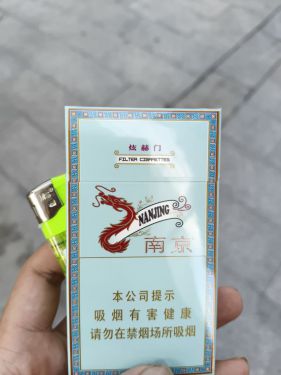 炫赫门
FILTER CIGARETTES
NANJING
南京
本公司提示
吸烟有害健康
请勿在禁烟场所吸烟